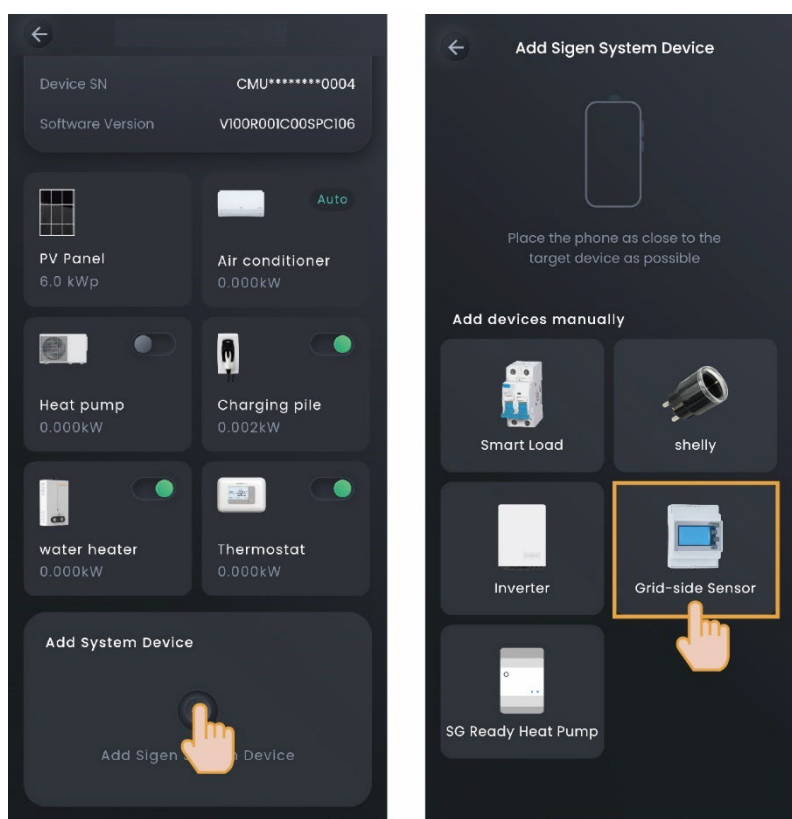 Device SN CMU********0004
Software Version V100R001C00SPC106
PV Panel
6.0 kWp
Auto
Air conditioner
0.000kW
Heat pump
0.000kW
Charging pile
0.002kW
water heater
0.000kW
Thermostat
0.000kW
Add System Device
Add Sigen Device
Add Sigen System Device
Place the phone as close to the
target device as possible
Add devices manually
Smart Load
shelly
Inverter
Grid-side Sensor
SG Ready Heat Pump